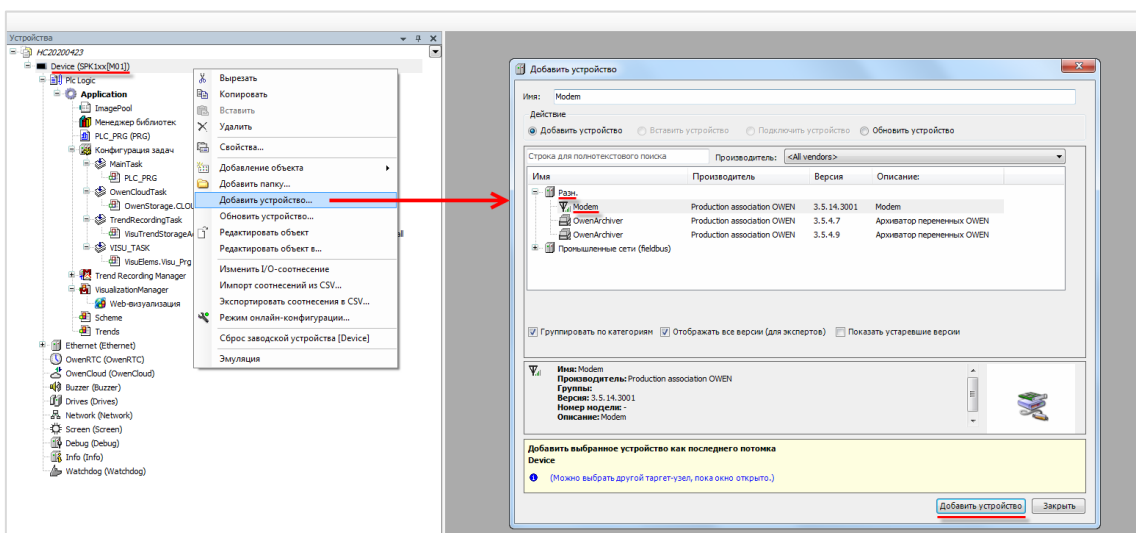 Устройства
HC20200423
Device (SPK1xx[M01])
Plc Logic
Application
ImagePool
Менеджер библиотек
PLC_PRG (PRG)
Конфигурация задач
MainTask
PLC_PRG
OwenCloudTask
OwenStorage.CLOU
TrendRecordingTask
VisuTrendStorageA
all
VISU_TASK
VisuElems.Visu_Prg
Trend Recording Manager
VisualizationManager
Web-визуализация
Scheme
Trends
Ethernet (Ethernet)
OwenRTC (OwenRTC)
OwenCloud (OwenCloud)
Buzzer (Buzzer)
Drives (Drives)
Network (Network)
Screen (Screen)
Debug (Debug)
Info (Info)
Watchdog (Watchdog)
Вырезать
Копировать
Вставить
Удалить
Свойства...
Добавление объекта
Добавить папку...
Добавить устройство...
Обновить устройство...
Редактировать объект
Редактировать объект в...
Изменить I/O-соотнесение
Импорт соотнесений из CSV...
Экспортировать соотнесения в CSV...
Режим онлайн-конфигурации...
Сброс заводской устройства [Device]
Эмуляция
Добавить устройство
Имя: Modem
Действие
Добавить устройство Вставить устройство Подключить устройство Обновить устройство
Строка для полнотекстового поиска Производитель: <All vendors>
Имя Производитель Версия Описание:
Разн.
Modem Production association OWEN 3.5.14.3001 Modem
OwenArchiver Production association OWEN 3.5.4.7 Архиватор переменных OWEN
OwenArchiver Production association OWEN 3.5.4.9 Архиватор переменных OWEN
Промышленные сети (fieldbus)
Группировать по категориям Отображать все версии (для экспертов) Показать устаревшие версии
Имя: Modem
Производитель: Production association OWEN
Группы:
Версия: 3.5.14.3001
Номер модели: -
Описание: Modem
Добавить выбранное устройство как последнего потомка
Device
(Можно выбрать другой таргет-узел, пока окно открыто.)
Добавить устройство Закрыть